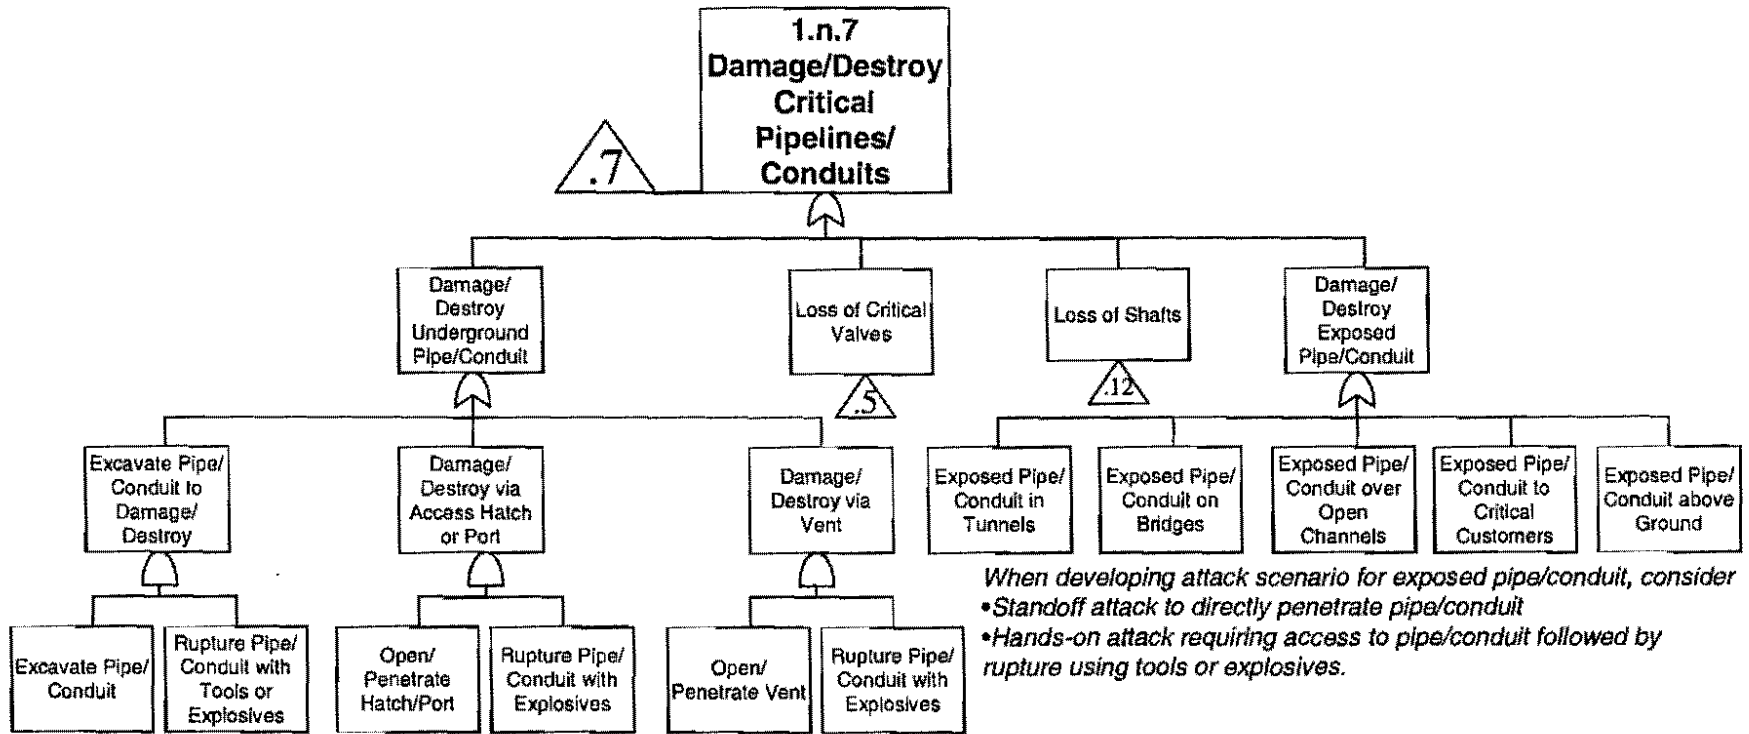 1.n.7
Damage/Destroy
Critical
Pipelines/
Conduits
.7
Damage/
Destroy
Underground
Pipe/Conduit
Loss of Critical
Valves
.5
Loss of Shafts
.12
Damage/
Destroy
Exposed
Pipe/Conduit
Excavate Pipe/
Conduit to
Damage/
Destroy
Damage/
Destroy via
Access Hatch
or Port
Damage/
Destroy via
Vent
Exposed Pipe/
Conduit in
Tunnels
Exposed Pipe/
Conduit on
Bridges
Exposed Pipe/
Conduit over
Open
Channels
Exposed Pipe/
Conduit to
Critical
Customers
Exposed Pipe/
Conduit above
Ground
Excavate Pipe/
Conduit
Rupture Pipe/
Conduit with
Tools or
Explosives
Open/
Penetrate
Hatch/Port
Rupture Pipe/
Conduit with
Explosives
Open/
Penetrate Vent
Rupture Pipe/
Conduit with
Explosives
When developing attack scenario for exposed pipe/conduit, consider
•Standoff attack to directly penetrate pipe/conduit
•Hands-on attack requiring access to pipe/conduit followed by
rupture using tools or explosives.